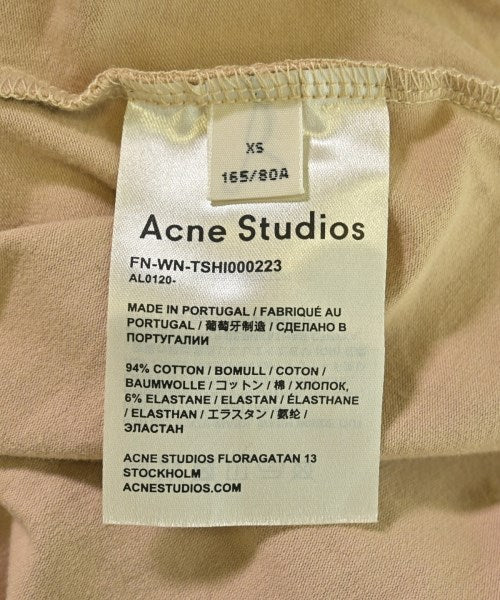 XS
165/80A
Acne Studios
FN-WN-TSHI000223
AL0120-
MADE IN PORTUGAL / FABRIQUÉ AU
PORTUGAL / 葡萄牙制造 / СДЕЛАНО В
ПОРТУГАЛИИ
94% COTTON / BOMULL / COTON /
BAUMWOLLE / コットン / 棉 / ХЛОПОК,
6% ELASTANE / ELASTAN / ÉLASTHANE
/ ELASTHAN / エラスタン / 氨纶 /
ЭЛАСТАН
ACNE STUDIOS FLORAGATAN 13
STOCKHOLM
ACNESTUDIOS.COM